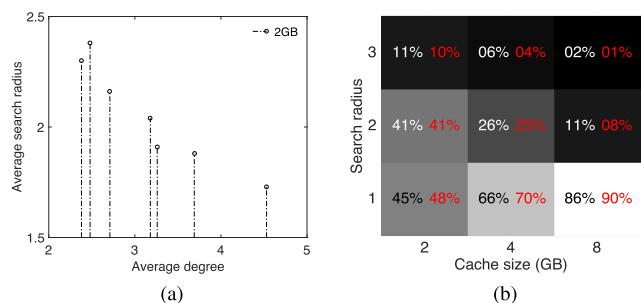 2.5
2GB
Average search radius
2
1.5
2 3 4 5
Average degree
(a)
Search radius
3 11% 10% 06% 04% 02% 01%
2 41% 41% 26% 25% 11% 08%
1 45% 48% 66% 70% 86% 90%
2 4 8
Cache size (GB)
(b)